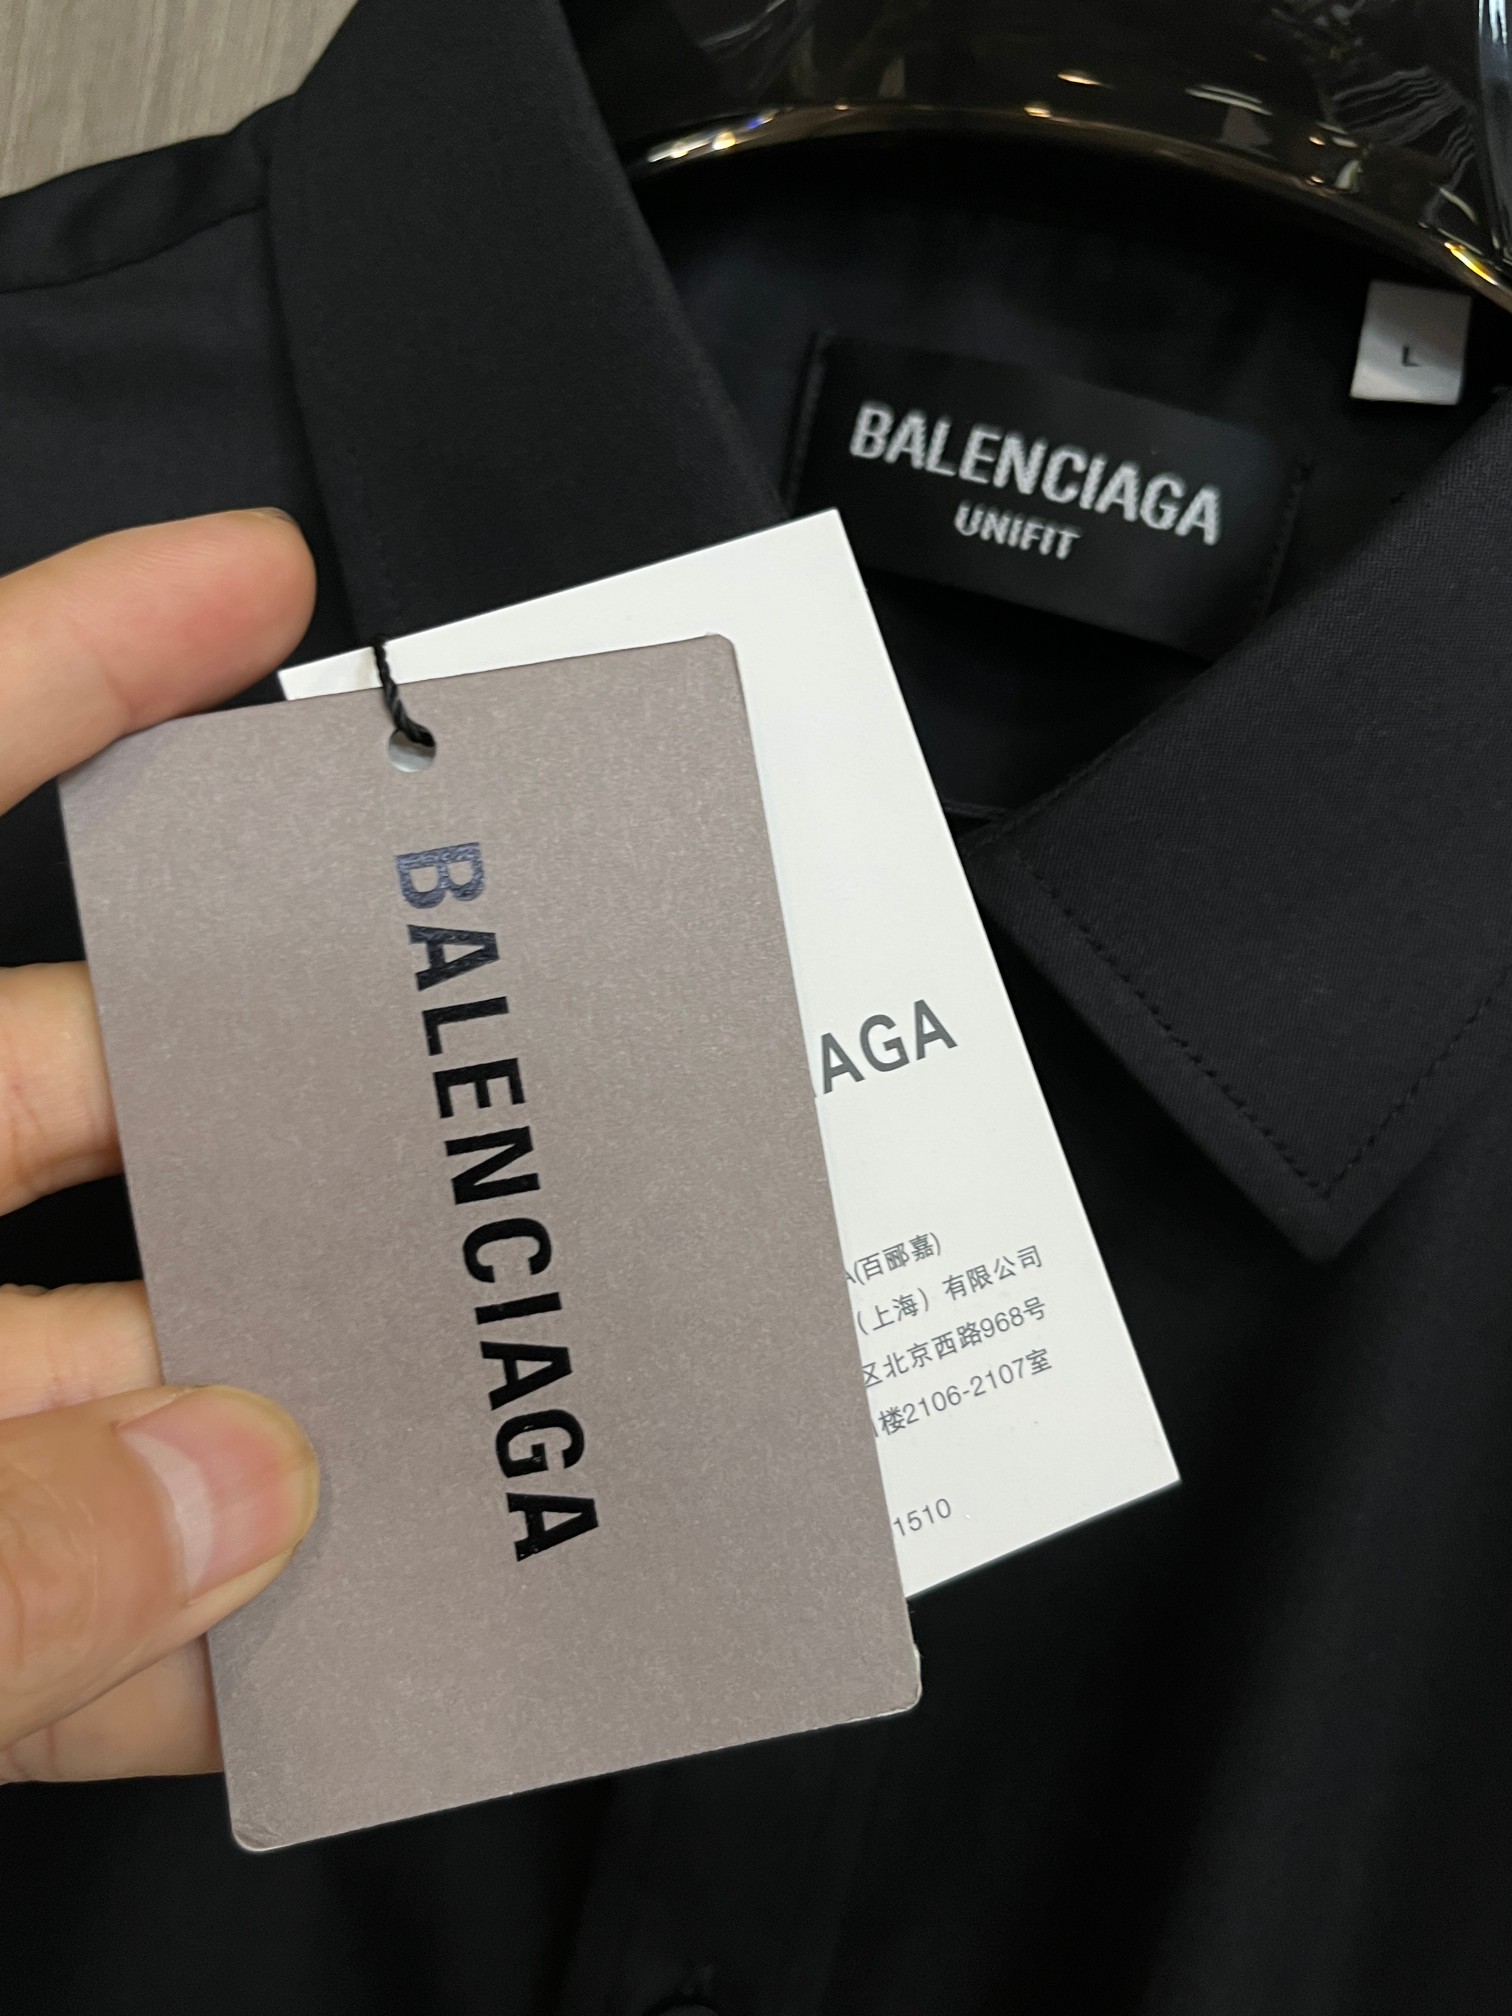 BALENCIAGA
UNIFIT
L
BALENCIAGA
IAGA
A(百郦嘉)
（上海）有限公司
区北京西路968号
楼2106-2107室
1510